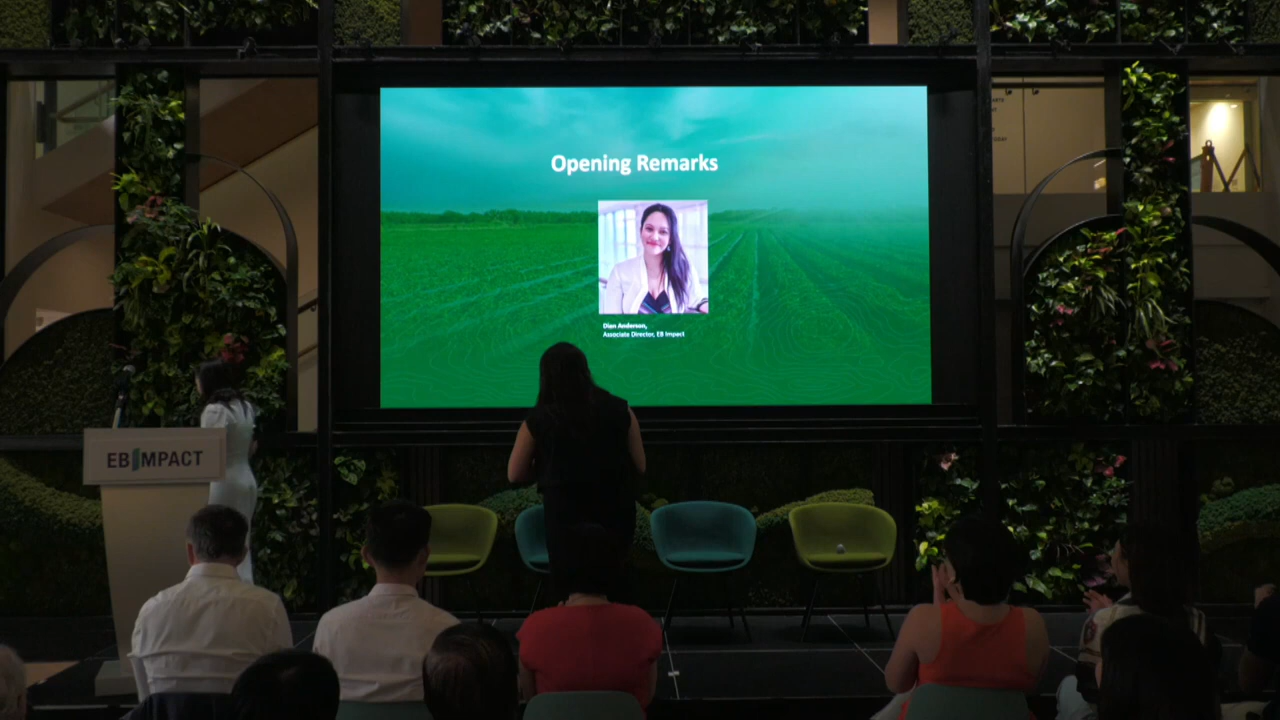 Opening Remarks
Dian Anderson,
Associate Director, EB Impact
EB IMPACT